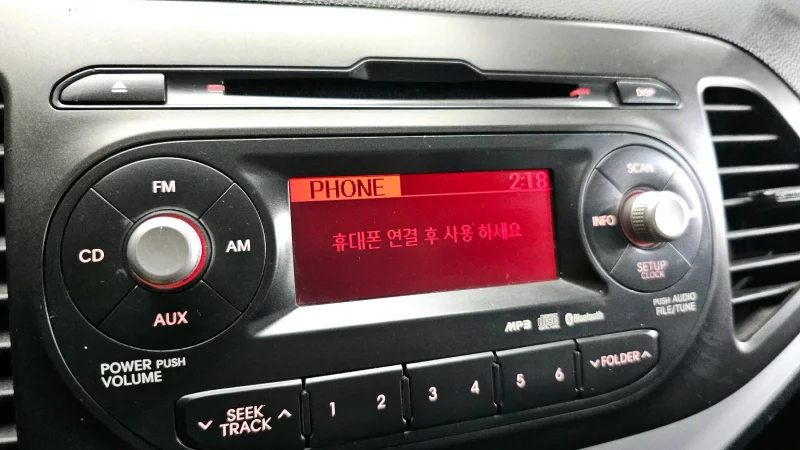 DISP
FM
CD
AM
AUX
POWER PUSH
VOLUME
PHONE 2:18
휴대폰 연결 후 사용 하세요
SCAN
INFO
SETUP
CLOCK
PUSH AUDIO
FILE/TUNE
MP3 Bluetooth
SEEK
TRACK
1 2
3 4
5 6
FOLDER